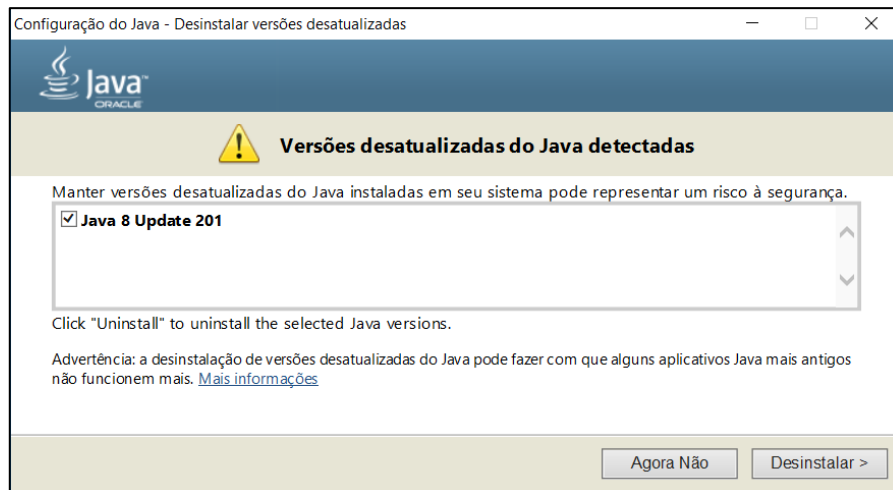 Configuração do Java - Desinstalar versões desatualizadas
Java™
ORACLE
Versões desatualizadas do Java detectadas
Manter versões desatualizadas do Java instaladas em seu sistema pode representar um risco à segurança.
Java 8 Update 201
Click "Uninstall" to uninstall the selected Java versions.
Advertência: a desinstalação de versões desatualizadas do Java pode fazer com que alguns aplicativos Java mais antigos
não funcionem mais. Mais informações
Agora Não
Desinstalar >